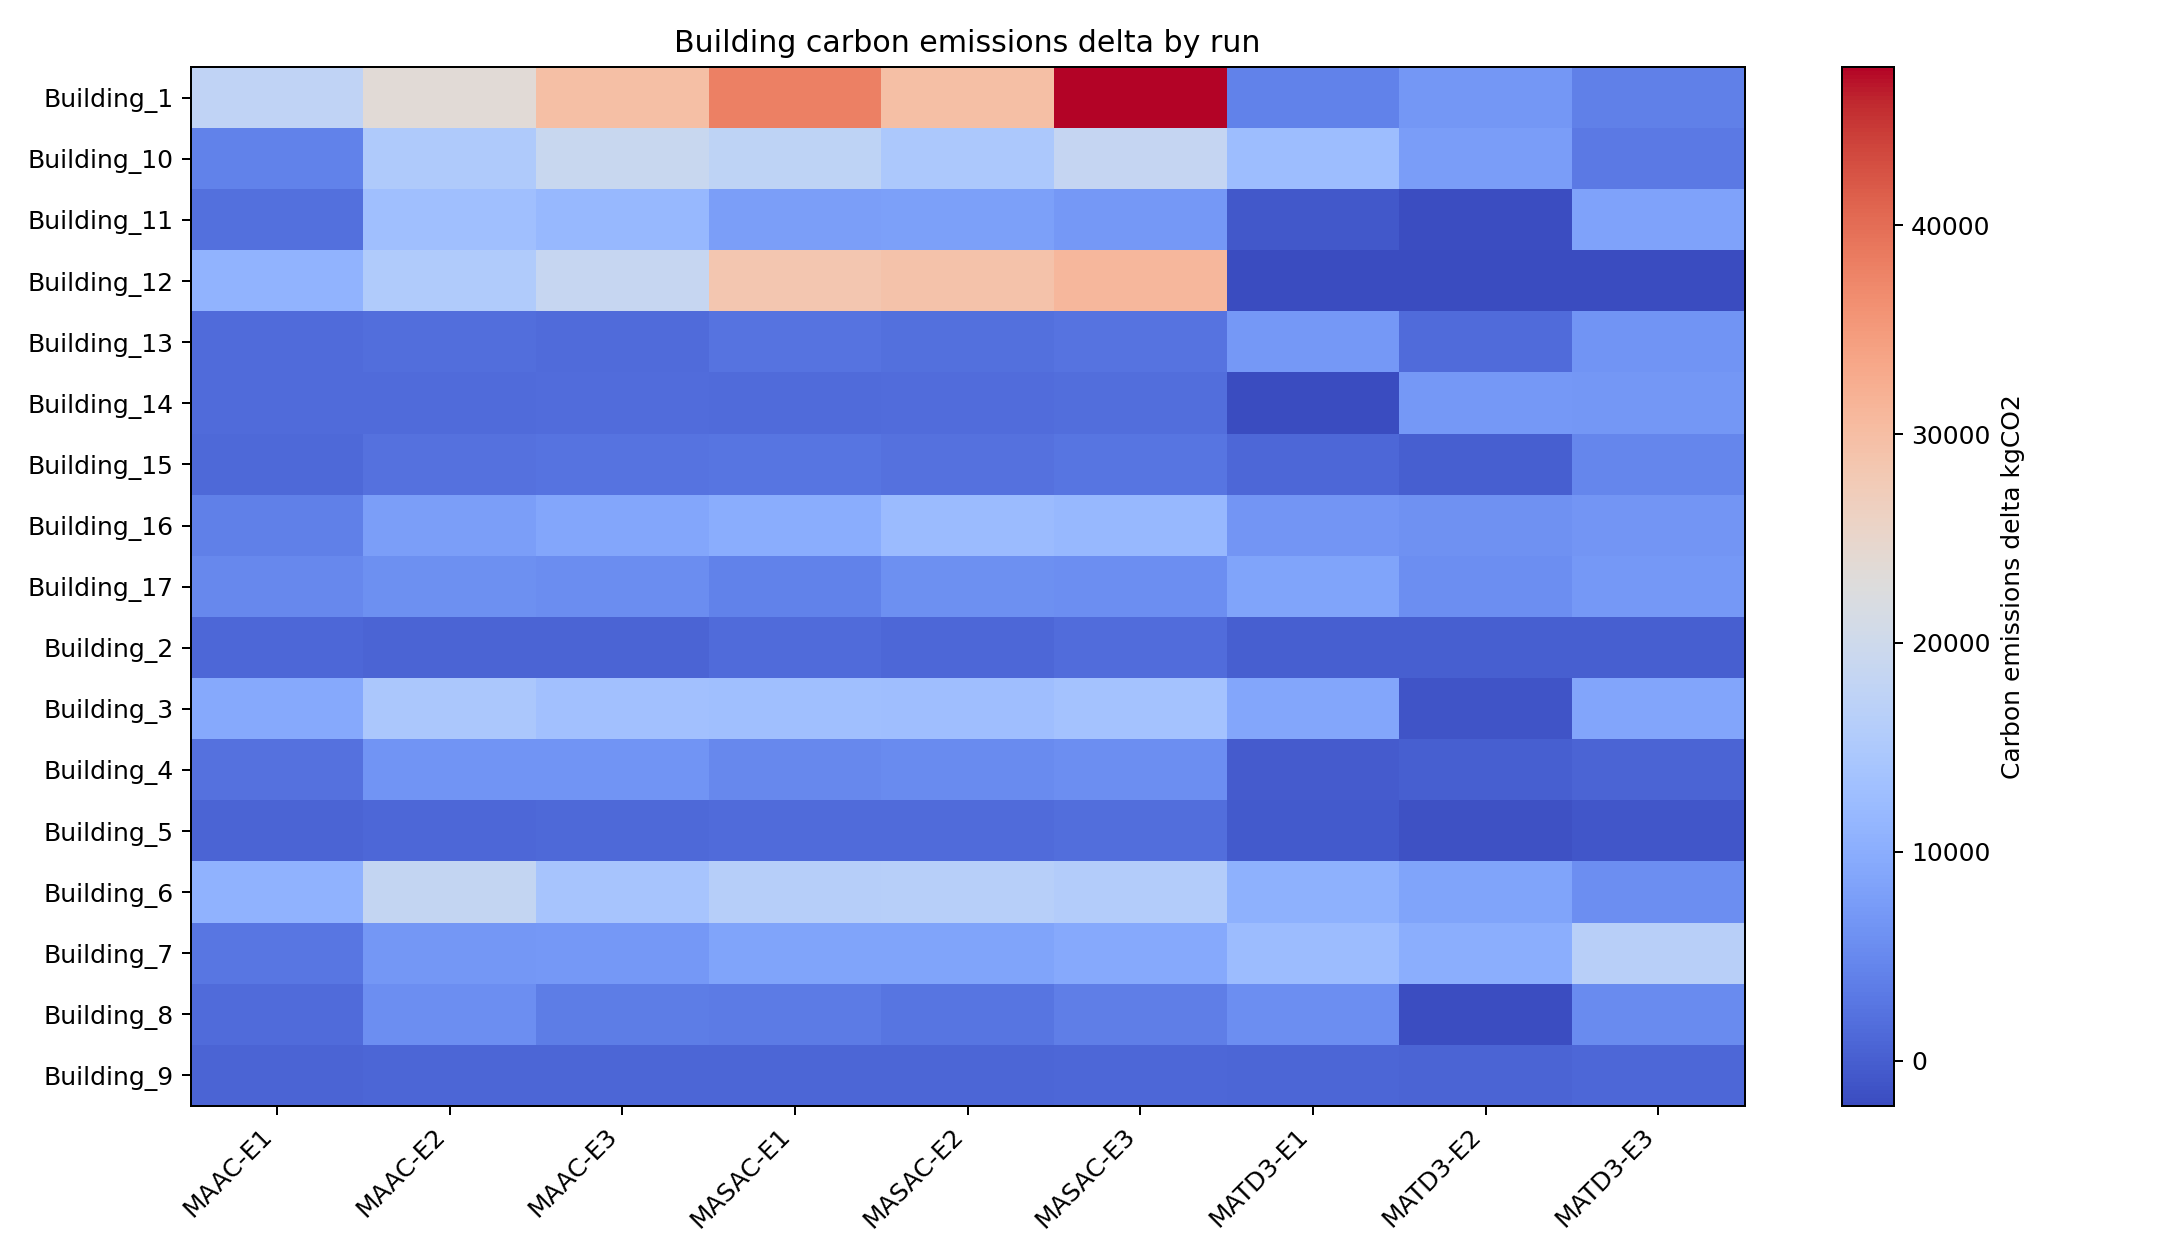 Building carbon emissions delta by run
Building_1
Building_10
Building_11
Building_12
Building_13
Building_14
Building_15
Building_16
Building_17
Building_2
Building_3
Building_4
Building_5
Building_6
Building_7
Building_8
Building_9
MAAC-E1
MAAC-E2
MAAC-E3
MASAC-E1
MASAC-E2
MASAC-E3
MATD3-E1
MATD3-E2
MATD3-E3
40000
30000
20000
10000
0
Carbon emissions delta kgCO2